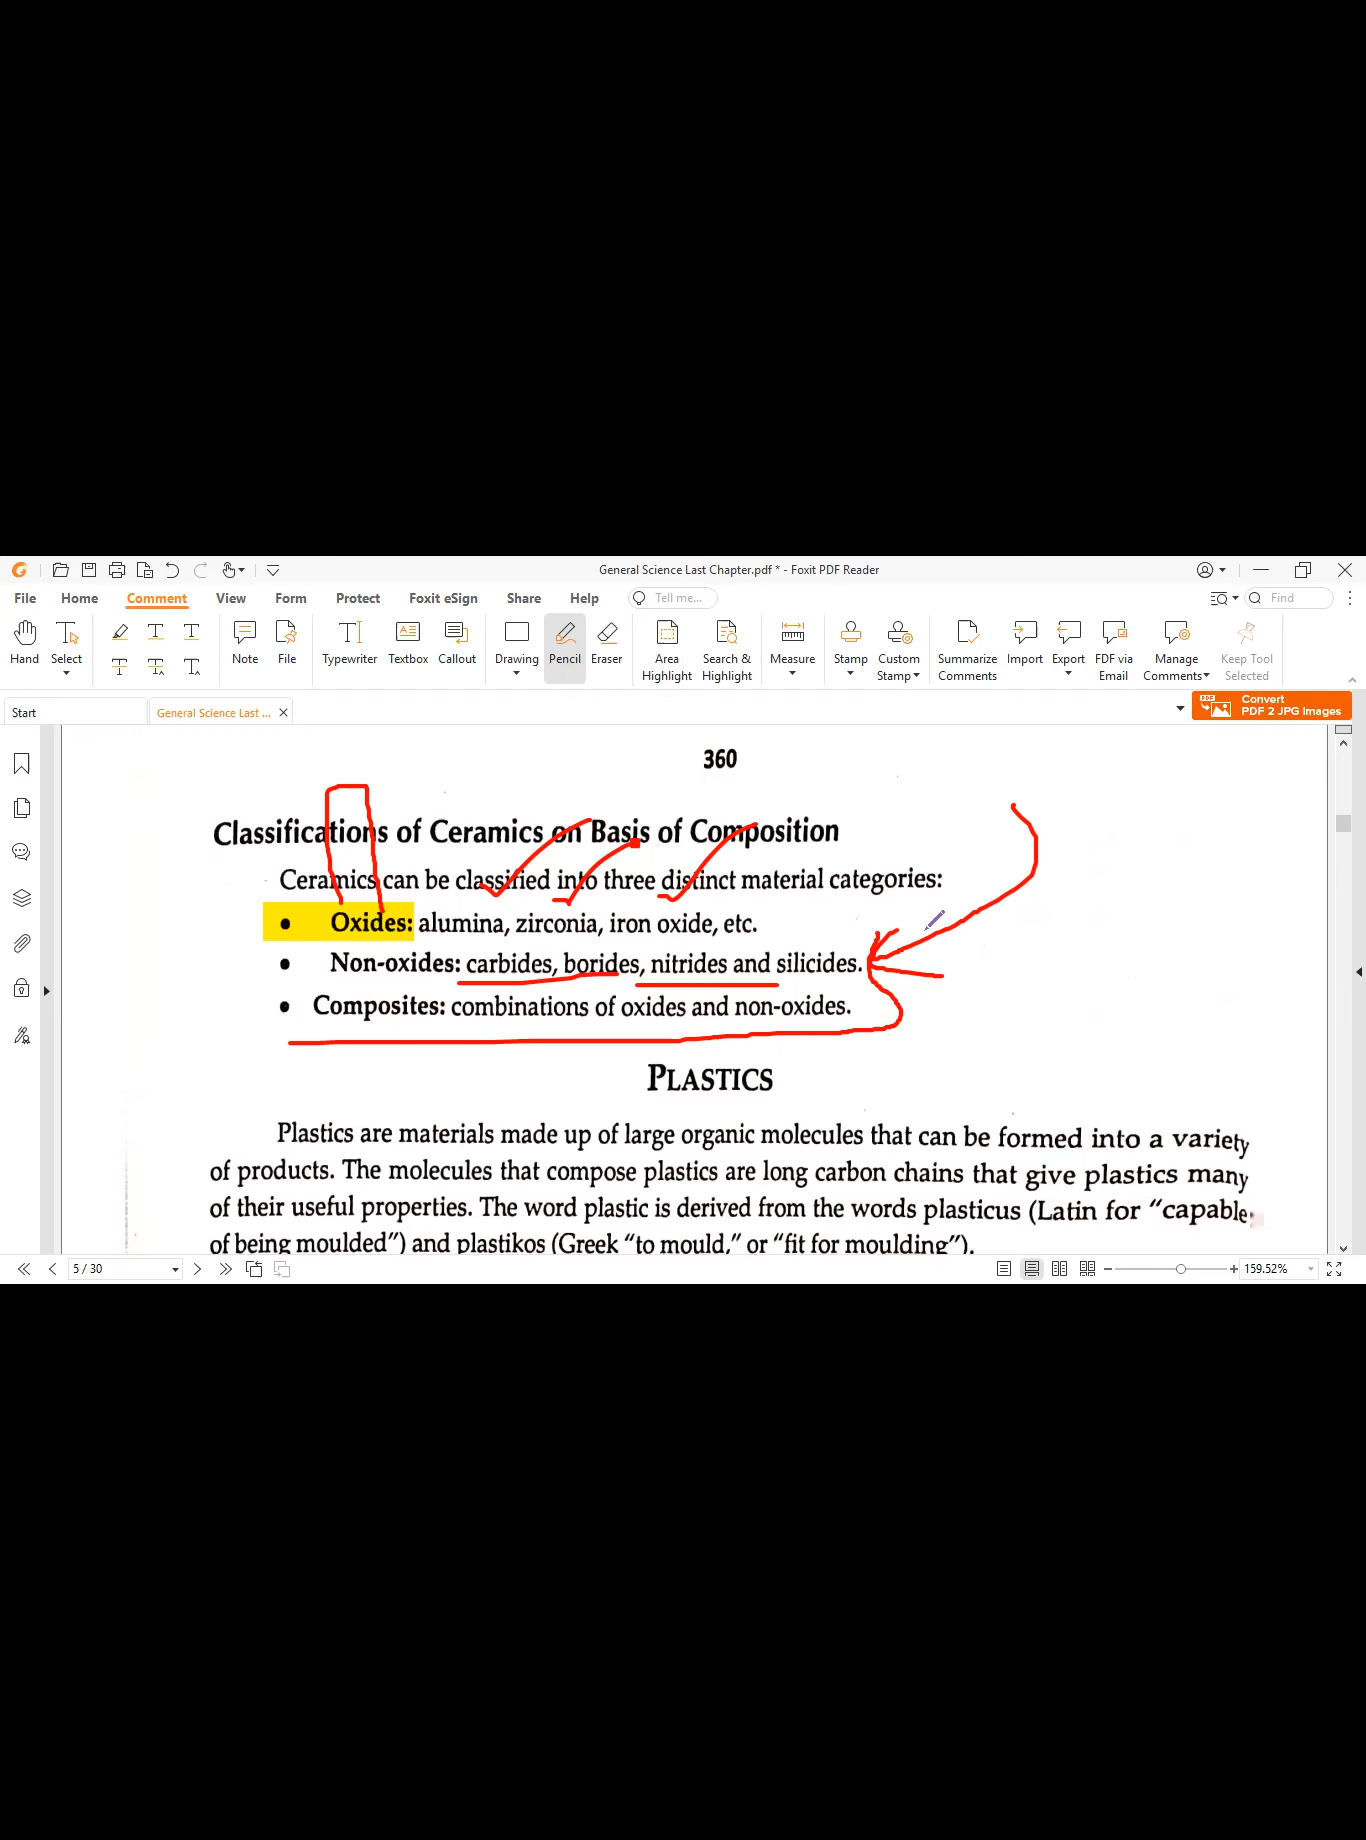 General Science Last Chapter.pdf * - Foxit PDF Reader
File Home Comment View Form Protect Foxit eSign Share Help Tell me... Find
Hand Select Note File Typewriter Textbox Callout Drawing Pencil Eraser Area Highlight Search & Highlight Measure Stamp Custom Stamp Summarize Comments Import Export FDF via Email Manage Comments Keep Tool Selected
Start General Science Last ... Convert PDF 2 JPG Images
360
Classifications of Ceramics on Basis of Composition
Ceramics can be classified into three distinct material categories:
• Oxides: alumina, zirconia, iron oxide, etc.
• Non-oxides: carbides, borides, nitrides and silicides.
• Composites: combinations of oxides and non-oxides.
PLASTICS
Plastics are materials made up of large organic molecules that can be formed into a variety
of products. The molecules that compose plastics are long carbon chains that give plastics many
of their useful properties. The word plastic is derived from the words plasticus (Latin for “capable
of being moulded”) and plastikos (Greek “to mould,” or “fit for moulding”).
5 / 30 159.52%